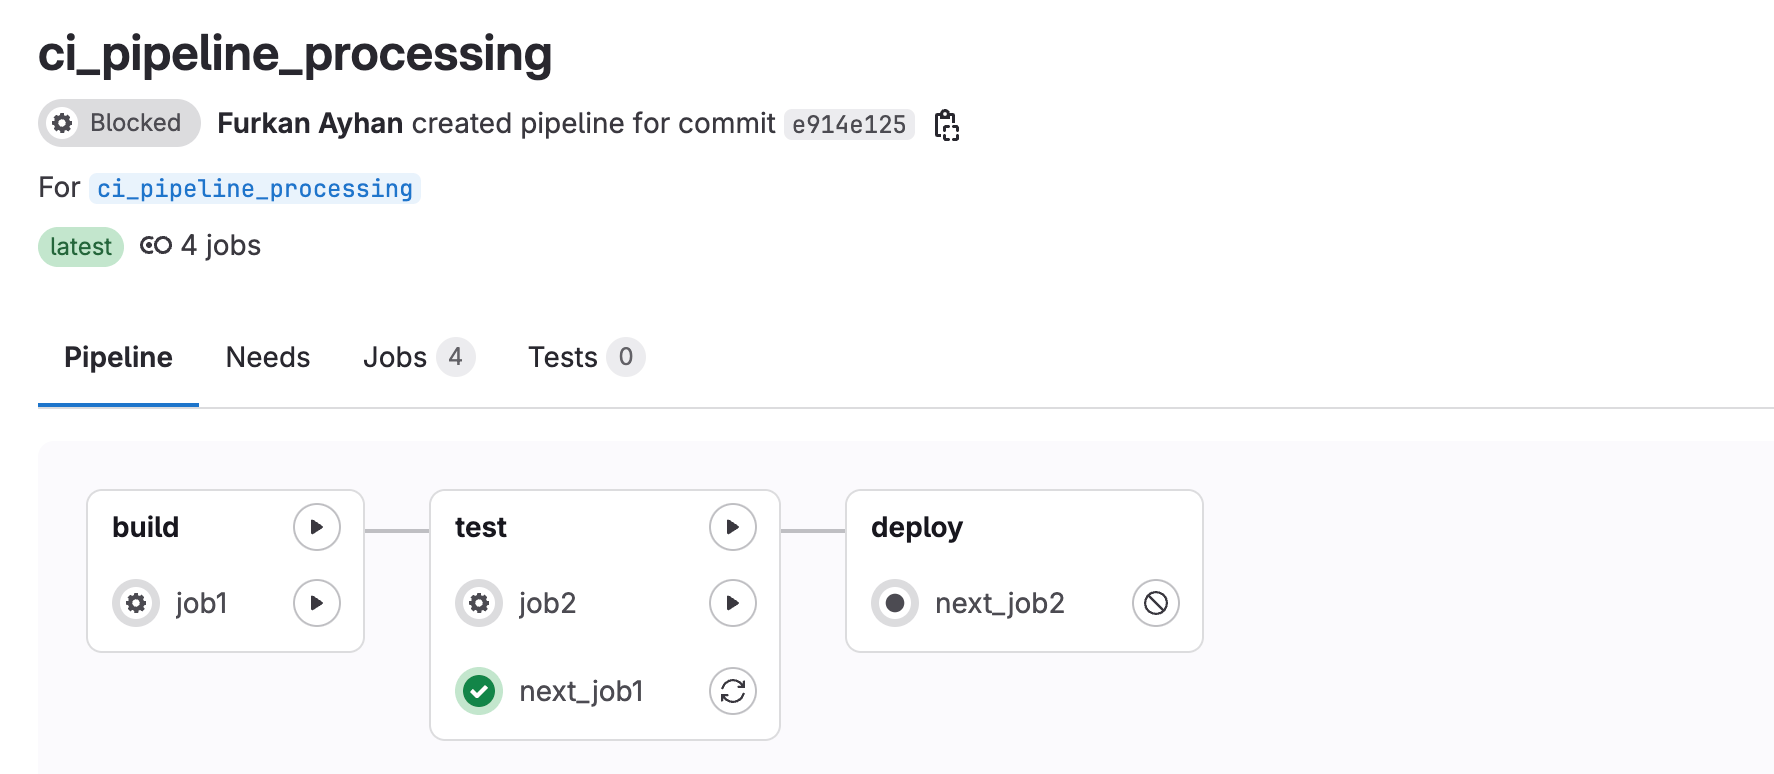 ci_pipeline_processing
Blocked Furkan Ayhan created pipeline for commit e914e125
For ci_pipeline_processing
latest 4 jobs
Pipeline Needs Jobs 4 Tests 0
build
job1
test
job2
next_job1
deploy
next_job2